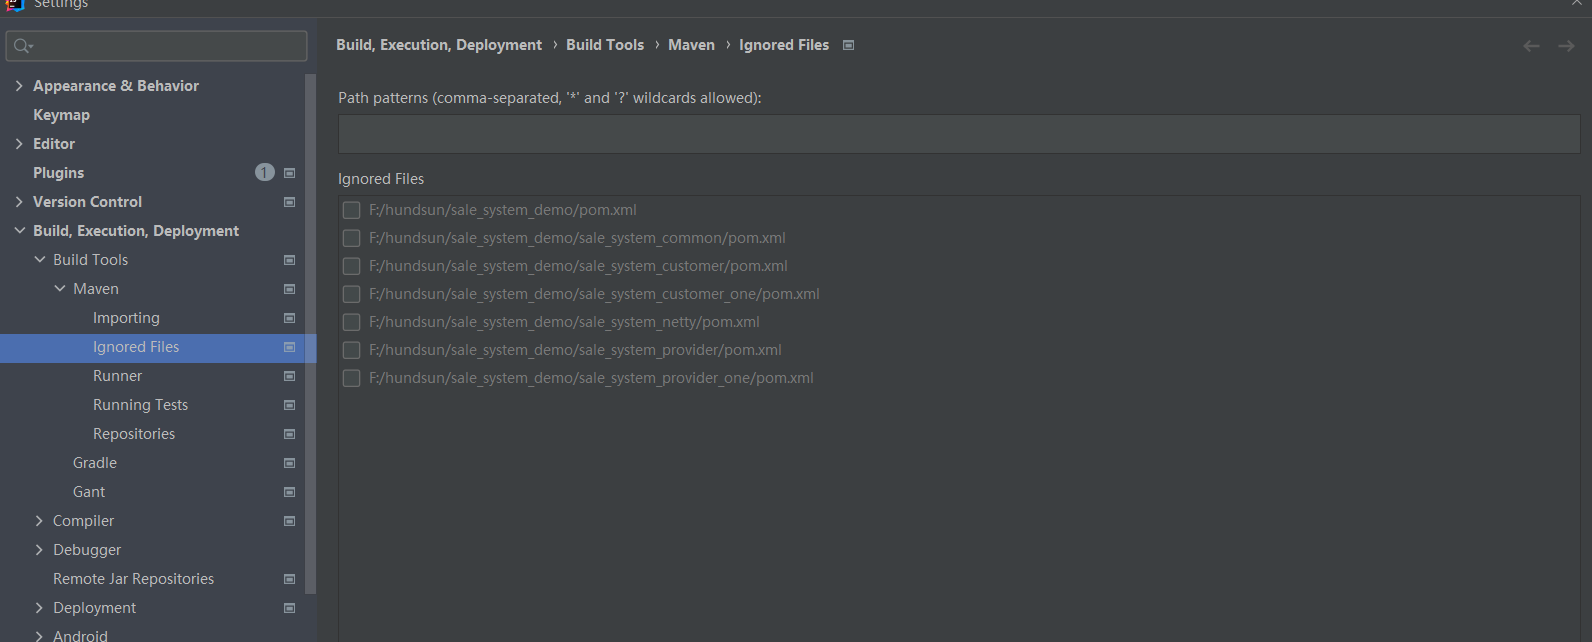 Settings
Build, Execution, Deployment › Build Tools › Maven › Ignored Files
Appearance & Behavior
Keymap
Editor
Plugins 1
Version Control
Build, Execution, Deployment
Build Tools
Maven
Importing
Ignored Files
Runner
Running Tests
Repositories
Gradle
Gant
Compiler
Debugger
Remote Jar Repositories
Deployment
Android
Path patterns (comma-separated, '*' and '?' wildcards allowed):
Ignored Files
F:/hundsun/sale_system_demo/pom.xml
F:/hundsun/sale_system_demo/sale_system_common/pom.xml
F:/hundsun/sale_system_demo/sale_system_customer/pom.xml
F:/hundsun/sale_system_demo/sale_system_customer_one/pom.xml
F:/hundsun/sale_system_demo/sale_system_netty/pom.xml
F:/hundsun/sale_system_demo/sale_system_provider/pom.xml
F:/hundsun/sale_system_demo/sale_system_provider_one/pom.xml